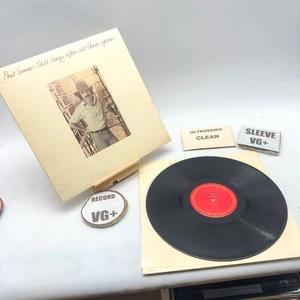 Paul Simon - Still crazy after all these years
ULTRASONIC
CLEAN
SLEEVE
VG+
RECORD
VG+